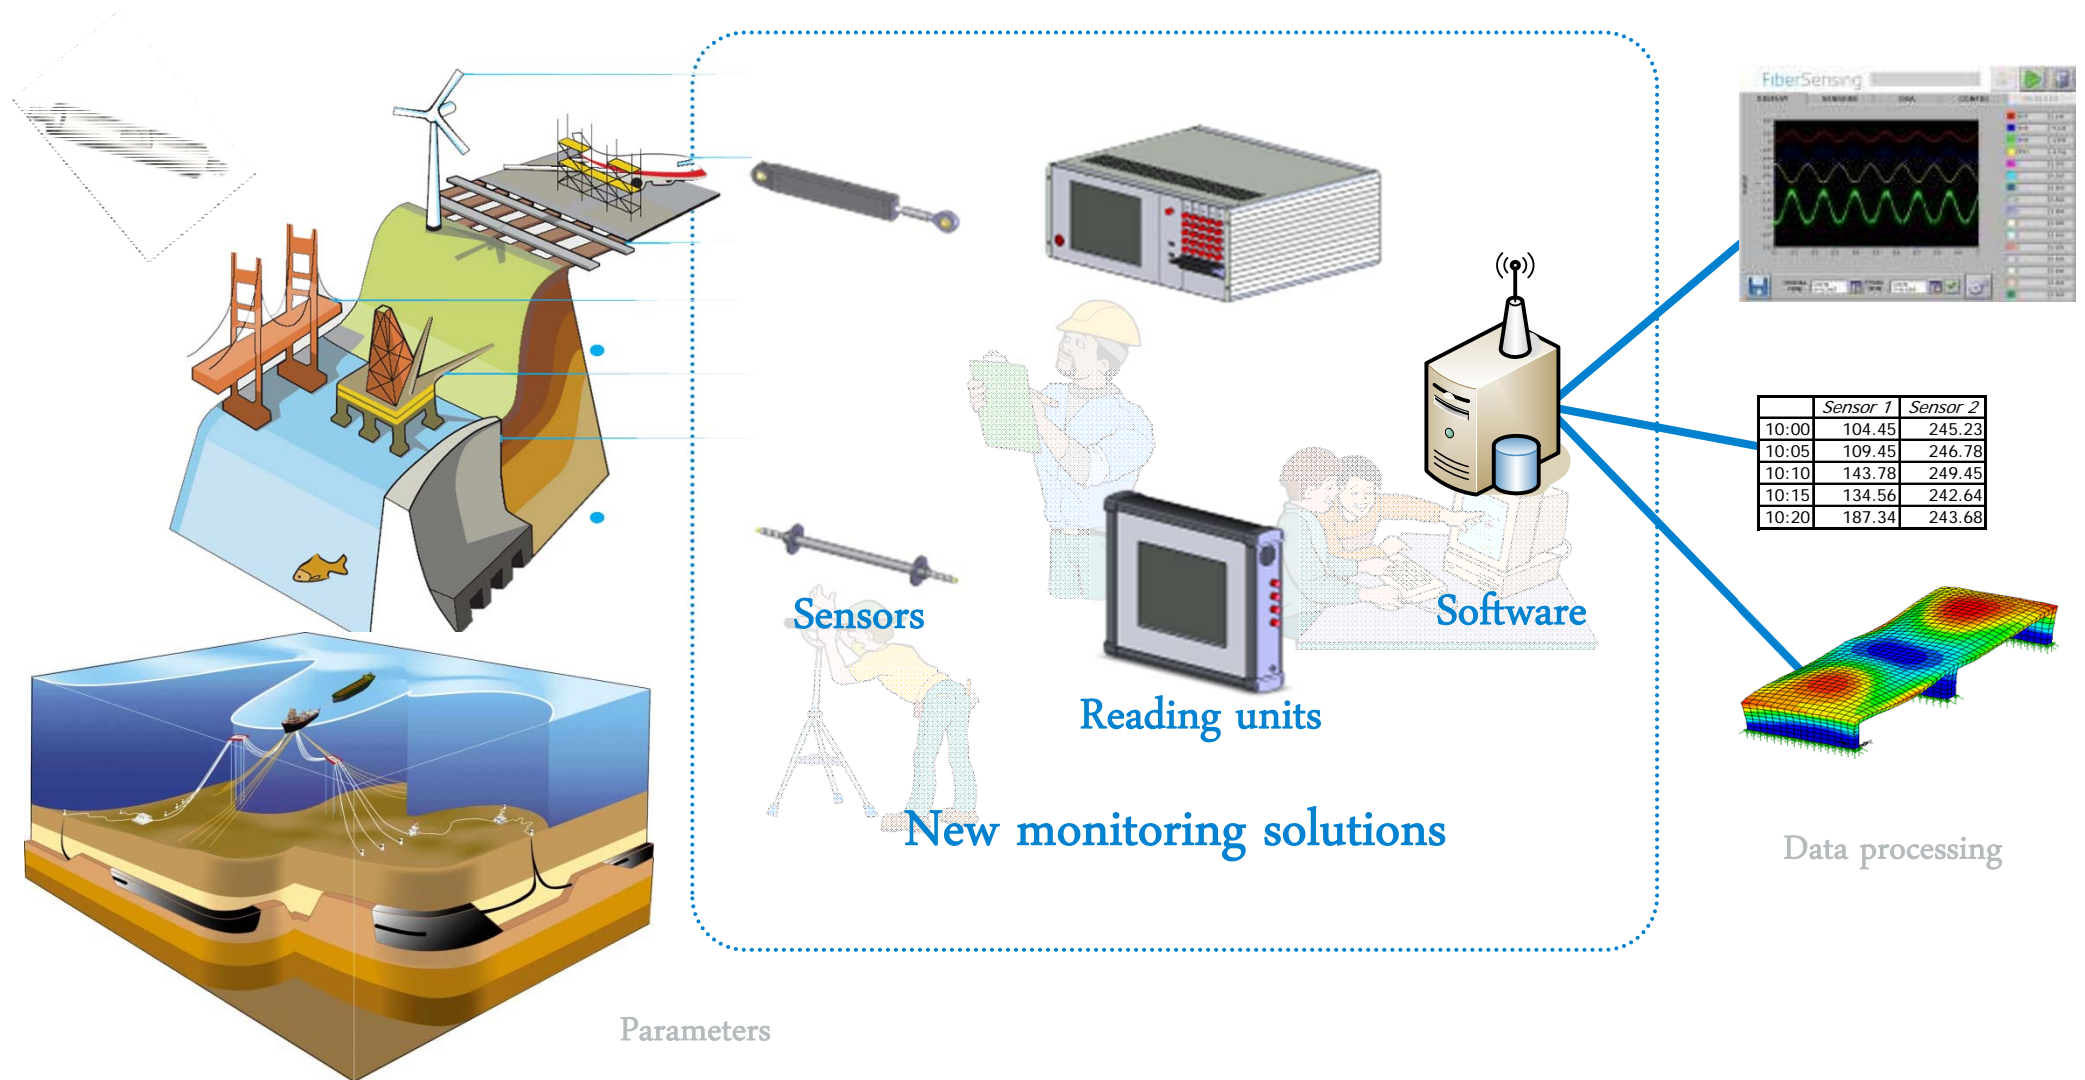 FiberSensing
Sensor 1 Sensor 2
10:00 104.45 245.23
10:05 109.45 246.78
10:10 143.78 249.45
10:15 134.56 242.64
10:20 187.34 243.68
Sensors
Software
Reading units
New monitoring solutions
Data processing
Parameters